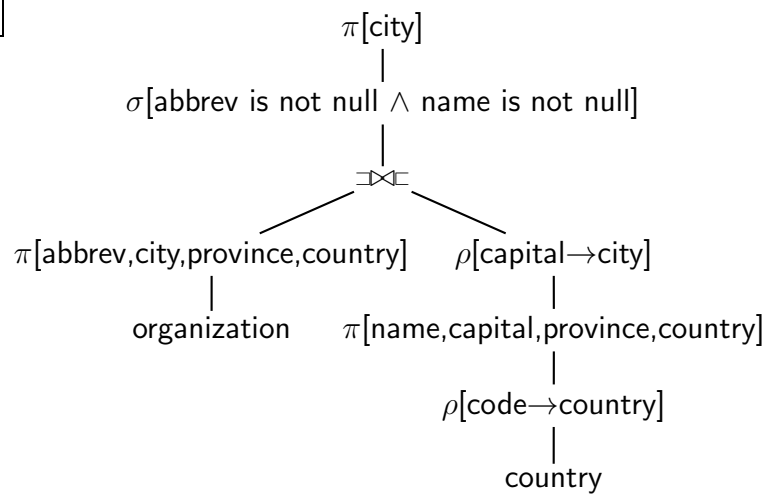 π[city]
σ[abbrev is not null ∧ name is not null]
⟗
π[abbrev,city,province,country] ρ[capital→city]
organization π[name,capital,province,country]
ρ[code→country]
country